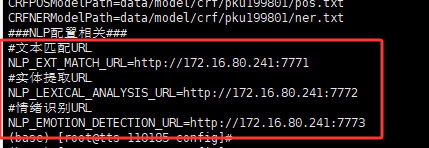 CRFPOSModelPath=data/model/crf/pku199801/pos.txt
CRFNERModelPath=data/model/crf/pku199801/ner.txt
###NLP配置相关###
#文本匹配URL
NLP_EXT_MATCH_URL=http://172.16.80.241:7771
#实体提取URL
NLP_LEXICAL_ANALYSIS_URL=http://172.16.80.241:7772
#情绪识别URL
NLP_EMOTION_DETECTION_URL=http://172.16.80.241:7773
(base) [root@tts-110185 config]#